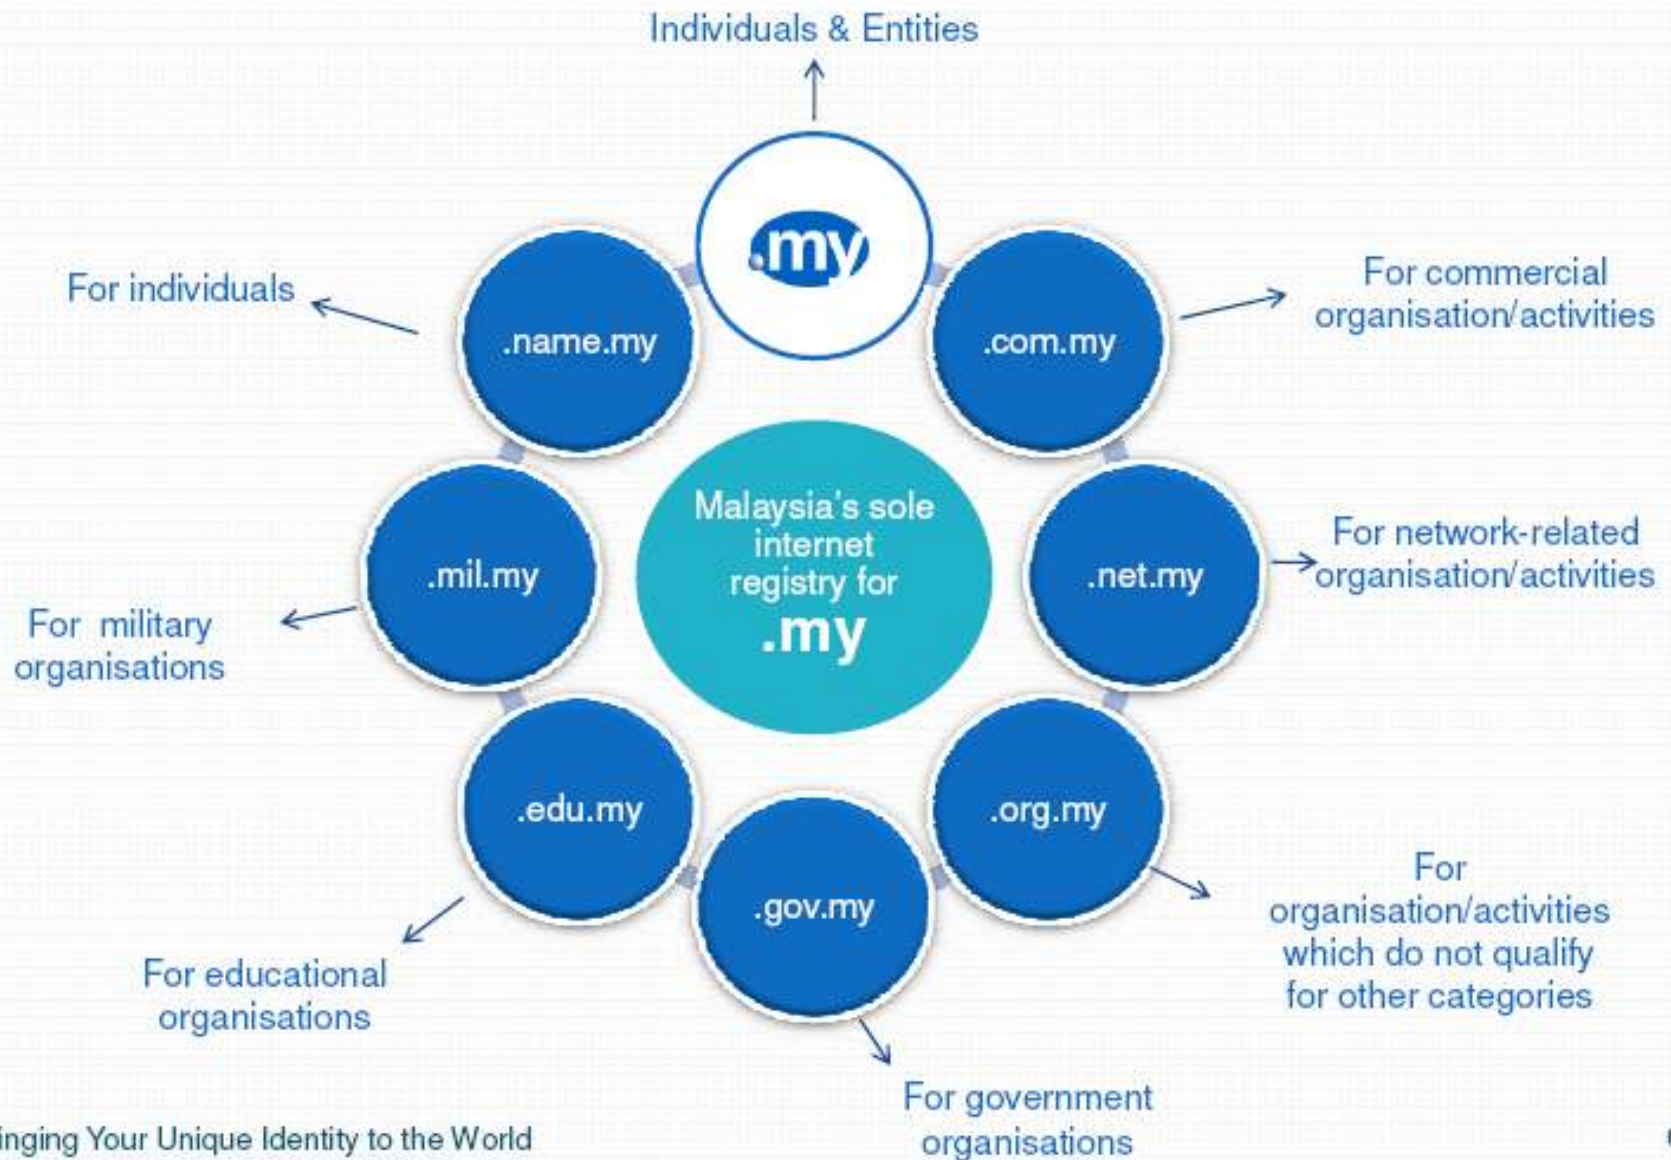 Individuals & Entities
.my
For individuals
.name.my
.com.my
For commercial
organisation/activities
Malaysia's sole
internet
registry for
.my
.mil.my
For military
organisations
.net.my
For network-related
organisation/activities
.edu.my
For educational
organisations
.org.my
For
organisation/activities
which do not qualify
for other categories
.gov.my
For government
organisations
Your Unique Identity to the World